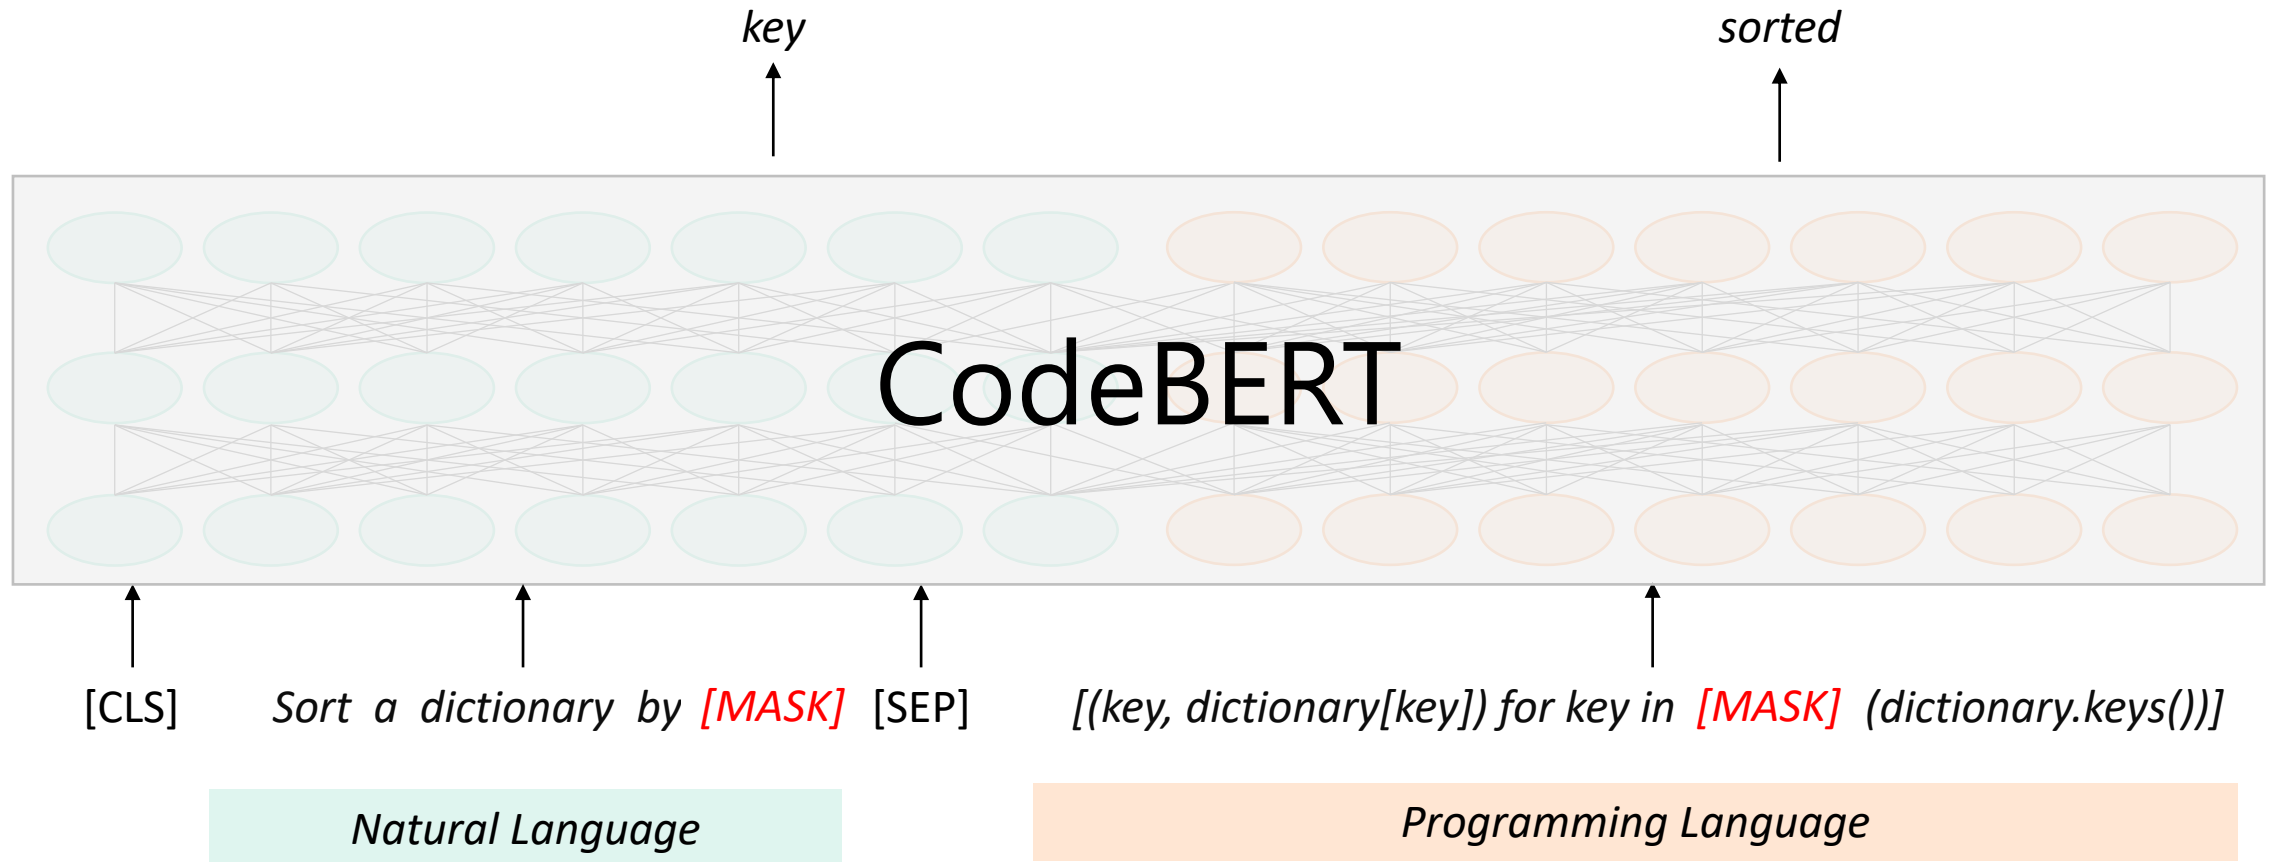 key sorted
CodeBERT
[CLS] Sort a dictionary by [MASK] [SEP] [(key, dictionary[key]) for key in [MASK] (dictionary.keys())]
Natural Language Programming Language